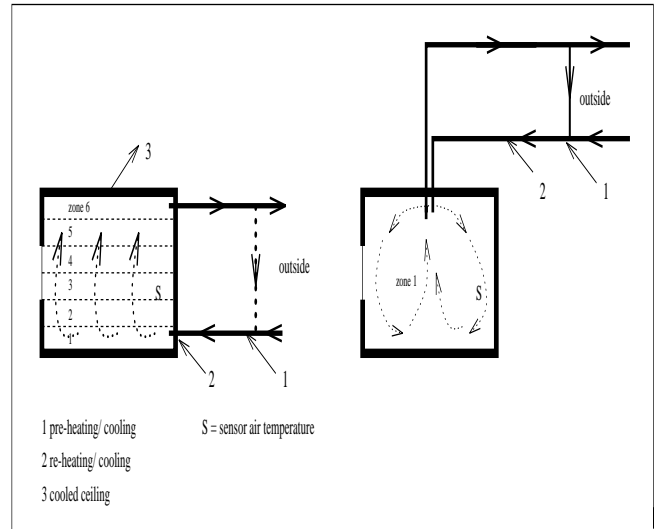 outside
2
1
3
zone 6
5
4
3
2
1
S
outside
2
1
zone 1
S
1 pre-heating/ cooling
S = sensor air temperature
2 re-heating/ cooling
3 cooled ceiling